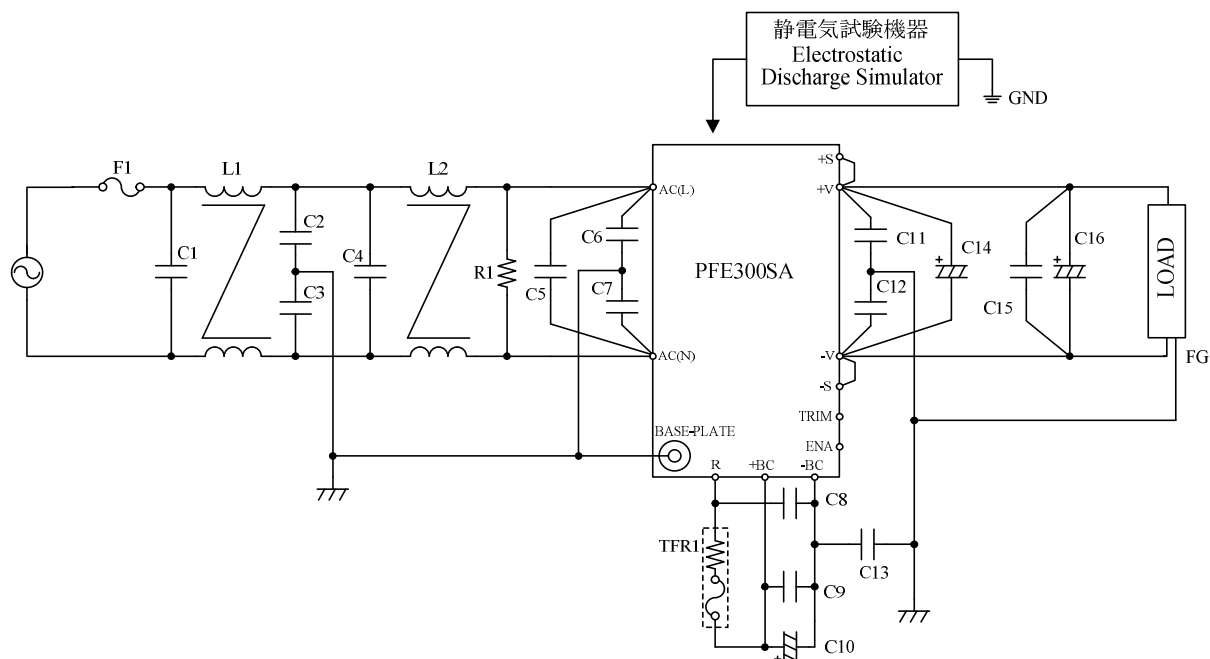 静電気試験機器
Electrostatic
Discharge Simulator
GND
F1
L1
L2
+S
AC(L)
+V
C1
C2
C3
C4
R1
C5
C6
C7
PFE300SA
C11
C12
C14
C15
C16
LOAD
AC(N)
-V
FG
-S
TRIM
BASE-PLATE
ENA
R
+BC
-BC
C8
TFR1
C13
C9
C10
+
+
+